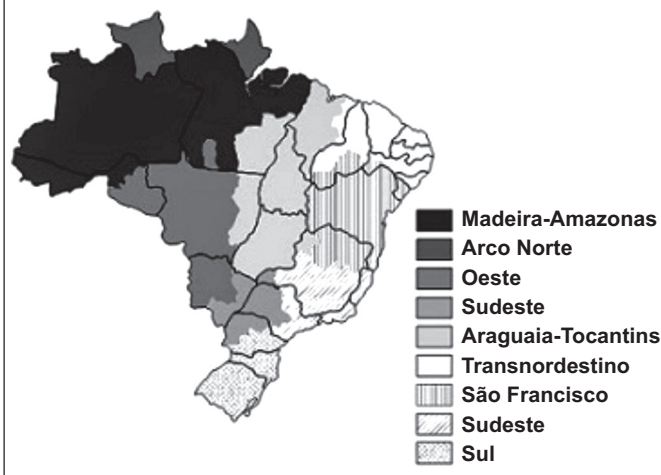 Madeira-Amazonas
Arco Norte
Oeste
Sudeste
Araguaia-Tocantins
Transnordestino
São Francisco
Sudeste
Sul